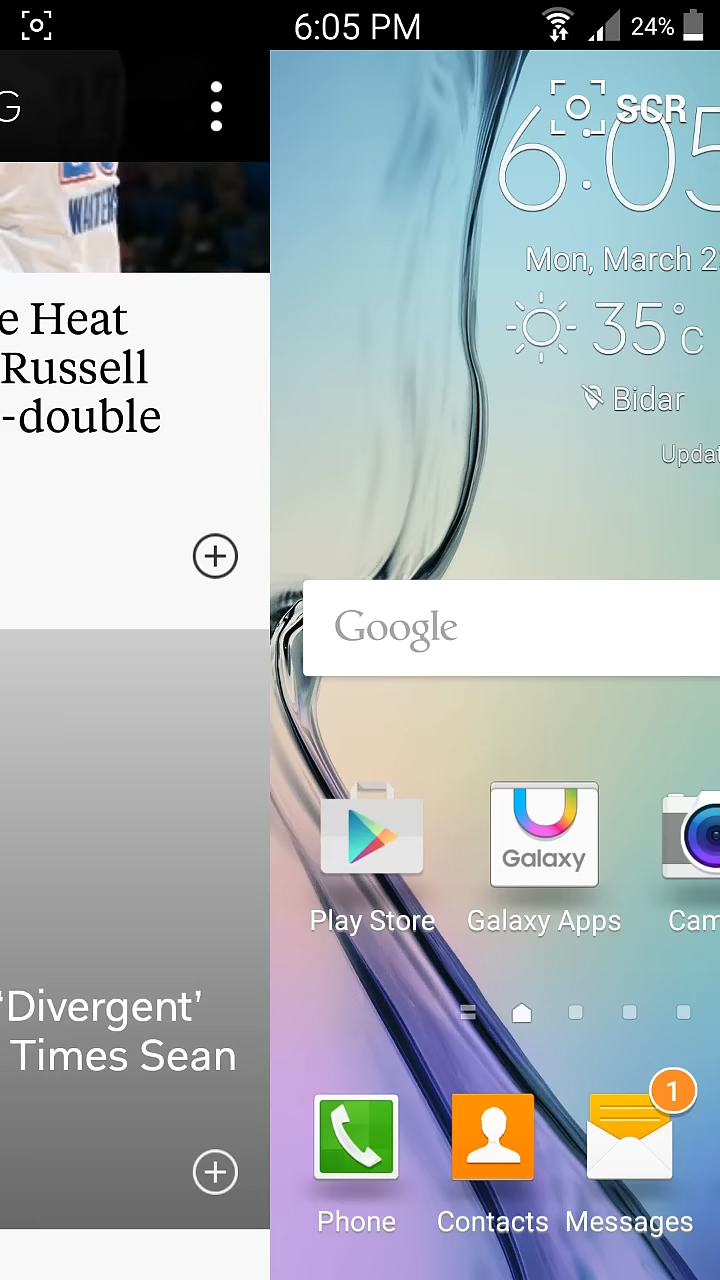 6:05 PM
24%
G
WAITERS
e Heat
Russell
-double
'Divergent'
Times Sean
SCR
6:05
Mon, March 2
35°C
Bidar
Updat
Google
Galaxy
Play Store
Galaxy Apps
Cam
1
Phone
Contacts
Messages